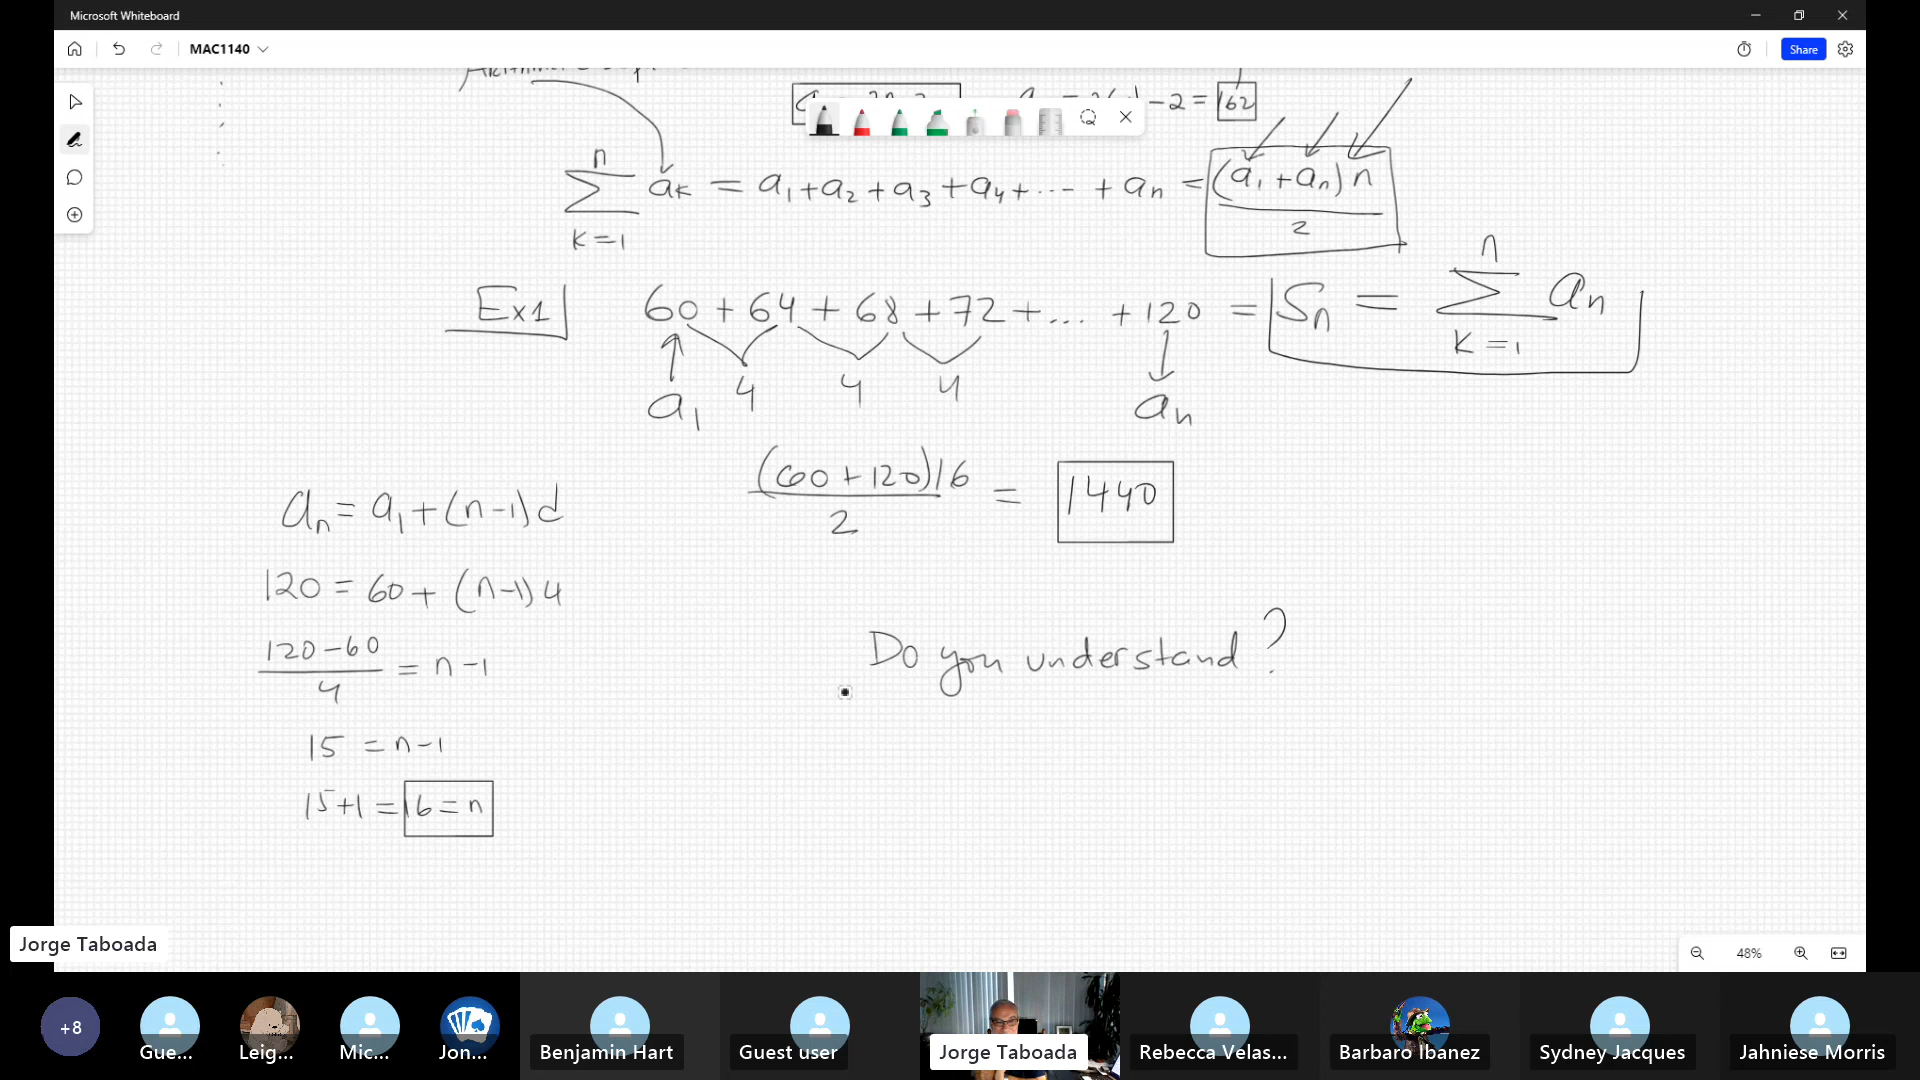 Microsoft Whiteboard
MAC1140
Share
-2 = 162
n
∑ aₖ = a₁+a₂+a₃+a₄+···+aₙ = (a₁+aₙ)n
2
k=1
Ex1 60+64+68+72+...+120 = Sₙ = ∑ aₙ
n
k=1
4 4 4
a₁ aₙ
(60+120)16 = 1440
2
aₙ = a₁+(n-1)d
120 = 60+(n-1)4
120-60 = n-1
4
Do you understand?
15 = n-1
15+1 = 16 = n
Jorge Taboada
48%
+8
Gue...
Leig...
Mic...
Jon...
Benjamin Hart
Guest user
Jorge Taboada
Rebecca Velas...
Barbaro Ibanez
Sydney Jacques
Jahniese Morris